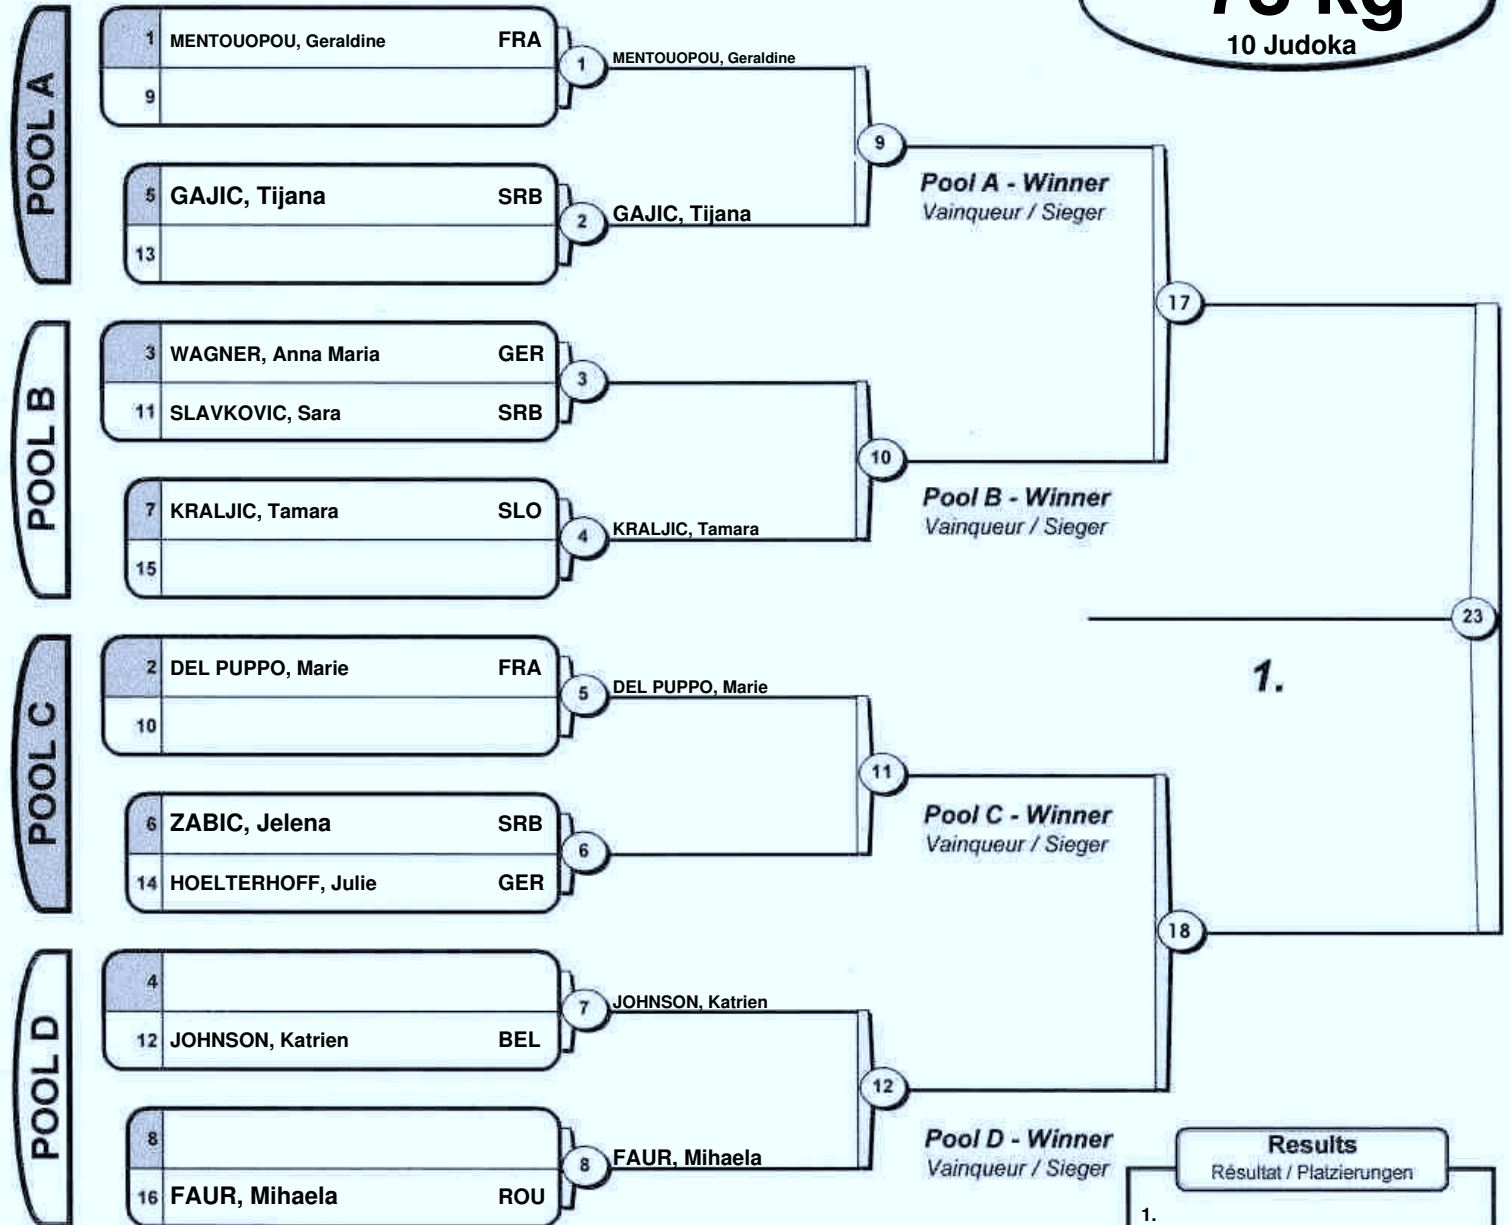 78 kg
10 Judoka
POOL A
1 MENTOUOPOU, Geraldine FRA
9
1
MENTOUOPOU, Geraldine
5 GAJIC, Tijana SRB
13
2
GAJIC, Tijana
9
Pool A - Winner
Vainqueur / Sieger
POOL B
3 WAGNER, Anna Maria GER
11 SLAVKOVIC, Sara SRB
3
7 KRALJIC, Tamara SLO
15
4
KRALJIC, Tamara
10
Pool B - Winner
Vainqueur / Sieger
17
POOL C
2 DEL PUPPO, Marie FRA
10
5
DEL PUPPO, Marie
6 ZABIC, Jelena SRB
14 HOELTERHOFF, Julie GER
6
11
Pool C - Winner
Vainqueur / Sieger
23
1.
POOL D
4
12 JOHNSON, Katrien BEL
7
JOHNSON, Katrien
8
16 FAUR, Mihaela ROU
8
FAUR, Mihaela
12
Pool D - Winner
Vainqueur / Sieger
18
Results
Résultat / Platzierungen
1.